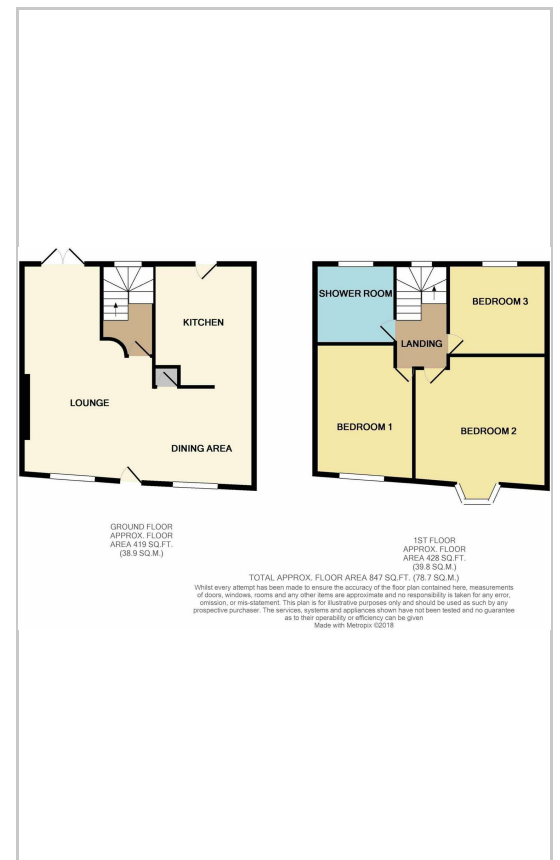 KITCHEN
LOUNGE
DINING AREA
GROUND FLOOR
APPROX. FLOOR
AREA 419 SQ.FT.
(38.9 SQ.M.)
SHOWER ROOM
BEDROOM 3
LANDING
BEDROOM 1
BEDROOM 2
1ST FLOOR
APPROX. FLOOR
AREA 428 SQ.FT.
(39.8 SQ.M.)
TOTAL APPROX. FLOOR AREA 847 SQ.FT. (78.7 SQ.M.)
Whilst every attempt has been made to ensure the accuracy of the floor plan contained here, measurements
of doors, windows, rooms and any other items are approximate and no responsibility is taken for any error,
omission, or mis-statement. This plan is for illustrative purposes only and should be used as such by any
prospective purchaser. The services, systems and appliances shown have not been tested and no guarantee
as to their operability or efficiency can be given
Made with Metropix ©2018